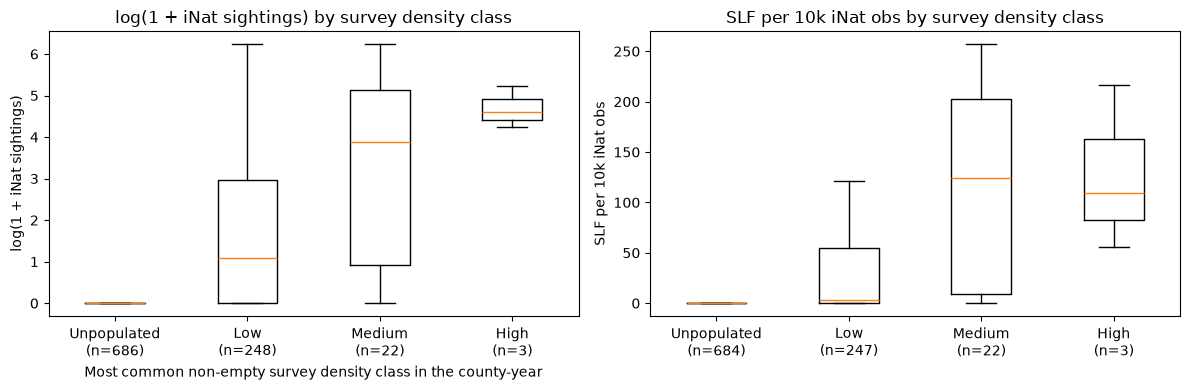 log(1 + iNat sightings) by survey density class
log(1 + iNat sightings)
6
5
4
3
2
1
0
Unpopulated
(n=686)
Low
(n=248)
Medium
(n=22)
High
(n=3)
Most common non-empty survey density class in the county-year
SLF per 10k iNat obs by survey density class
SLF per 10k iNat obs
250
200
150
100
50
0
Unpopulated
(n=684)
Low
(n=247)
Medium
(n=22)
High
(n=3)